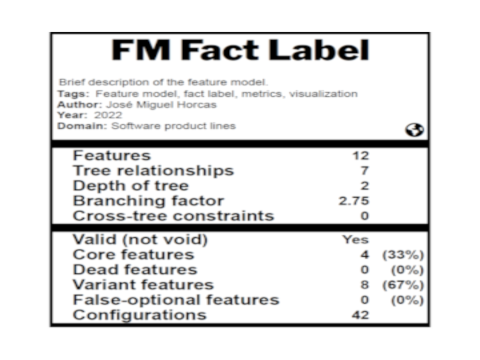 FM Fact Label
Brief description of the feature model.
Tags: Feature model, fact label, metrics, visualization
Author: José Miguel Horcas
Year: 2022
Domain: Software product lines
Features 12
Tree relationships 7
Depth of tree 2
Branching factor 2.75
Cross-tree constraints 0
Valid (not void) Yes
Core features 4 (33%)
Dead features 0 (0%)
Variant features 8 (67%)
False-optional features 0 (0%)
Configurations 42